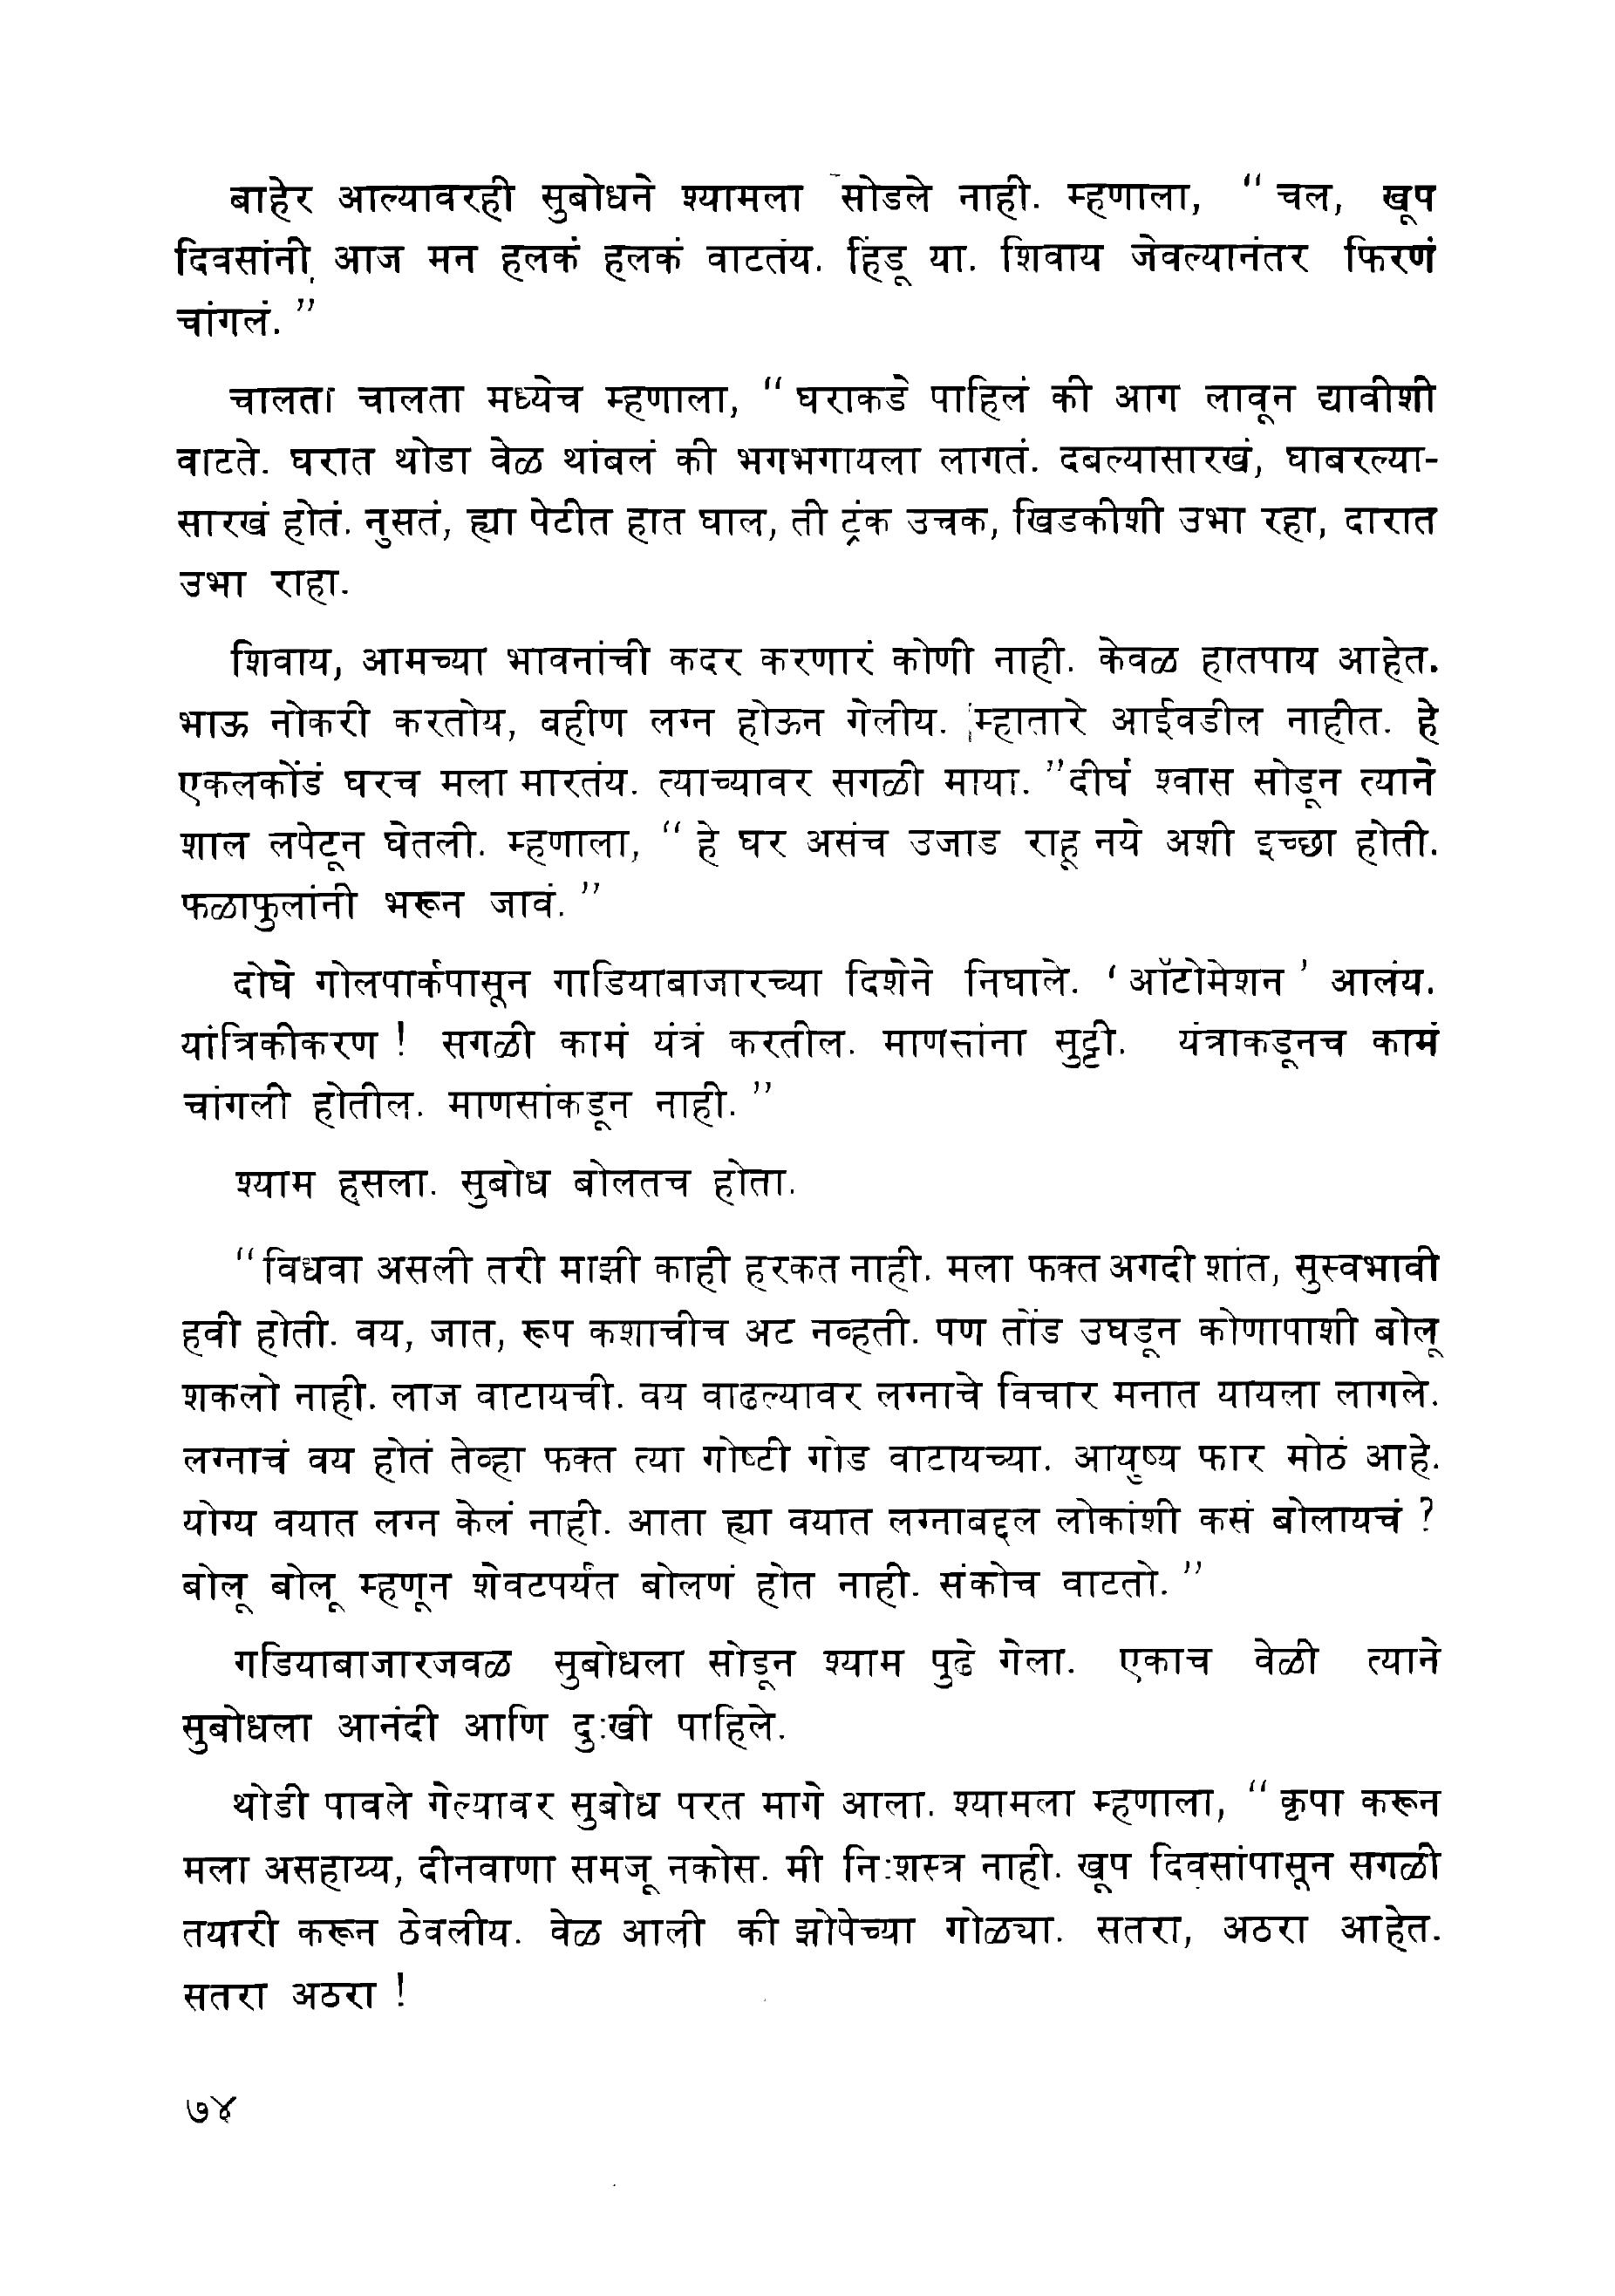 बाहेर आल्यावरही सुबोधने श्यामला सोडले नाही. म्हणाला, “ चल, खूप
दिवसांनी आज मन हलकं हलकं वाटतंय. हिंडू या. शिवाय जेवल्यानंतर फिरणं
चांगलं. ”
चालता चालता मध्येच म्हणाला, “ घराकडे पाहिलं की आग लावून द्यावीशी
वाटते. घरात थोडा वेळ थांबलं की भगभगायला लागतं. दबल्यासारखं, घाबरल्या-
सारखं होतं. नुसतं, ह्या पेटीत हात घाल, ती ट्रंक उचक, खिडकीशी उभा रहा, दारात
उभा राहा.
शिवाय, आमच्या भावनांची कदर करणारं कोणी नाही. केवळ हातपाय आहेत.
भाऊ नोकरी करतोय, बहीण लग्न होऊन गेलीय. म्हातारे आईवडील नाहीत. हे
एकलकोंडं घरच मला मारतंय. त्याच्यावर सगळी माया. ”दीर्घ श्वास सोडून त्याने
शाल लपेटून घेतली. म्हणाला, “ हे घर असंच उजाड राहू नये अशी इच्छा होती.
फळाफुलांनी भरून जावं. ”
दोघे गोलपार्कपासून गाडियाबाजारच्या दिशेने निघाले. ‘ ऑटोमेशन ’ आलंय.
यांत्रिकीकरण ! सगळी कामं यंत्रं करतील. माणसांना सुट्टी. यंत्राकडूनच कामं
चांगली होतील. माणसांकडून नाही. ”
श्याम हसला. सुबोध बोलतच होता.
“ विधवा असली तरी माझी काही हरकत नाही. मला फक्त अगदी शांत, सुस्वभावी
हवी होती. वय, जात, रूप कशाचीच अट नव्हती. पण तोंड उघडून कोणापाशी बोलू
शकलो नाही. लाज वाटायची. वय वाढल्यावर लग्नाचे विचार मनात यायला लागले.
लग्नाचं वय होतं तेव्हा फक्त त्या गोष्टी गोड वाटायच्या. आयुष्य फार मोठं आहे.
योग्य वयात लग्न केलं नाही. आता ह्या वयात लग्नाबद्दल लोकांशी कसं बोलायचं ?
बोलू बोलू म्हणून शेवटपर्यंत बोलणं होत नाही. संकोच वाटतो. ”
गडियाबाजारजवळ सुबोधला सोडून श्याम पुढे गेला. एकाच वेळी त्याने
सुबोधला आनंदी आणि दुःखी पाहिले.
थोडी पावले गेल्यावर सुबोध परत मागे आला. श्यामला म्हणाला, “ कृपा करून
मला असहाय्य, दीनवाणा समजू नकोस. मी निःशस्त्र नाही. खूप दिवसांपासून सगळी
तयारी करून ठेवलीय. वेळ आली की झोपेच्या गोळ्या. सतरा, अठरा आहेत.
सतरा अठरा !
७४